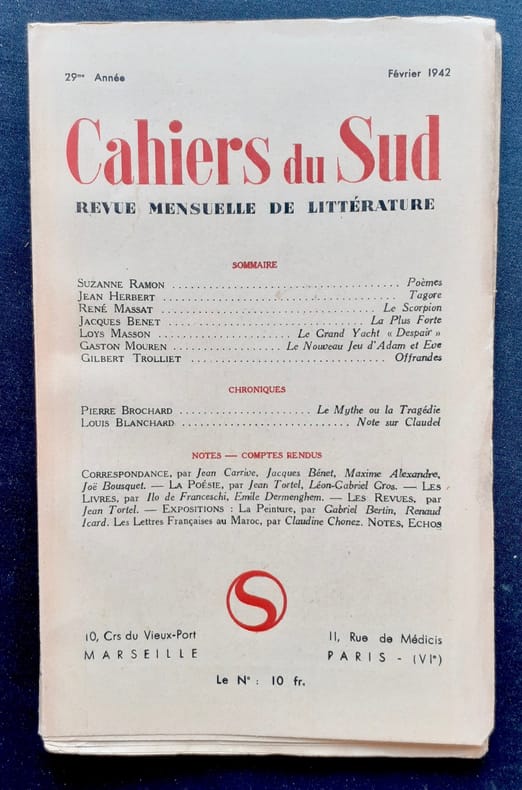 29me Année
Février 1942
Cahiers du Sud
REVUE MENSUELLE DE LITTÉRATURE
SOMMAIRE
SUZANNE RAMON ........ Poèmes
JEAN HERBERT ........ Tagore
RENÉ MASSAT ........ Le Scorpion
JACQUES BENET ........ La Plus Forte
LOYS MASSON ........ Le Grand Yacht « Despair »
GASTON MOUREN ........ Le Nouveau Jeu d'Adam et Eve
GILBERT TROLLIET ........ Offrandes
CHRONIQUES
PIERRE BROCHARD ........ Le Mythe ou la Tragédie
LOUIS BLANCHARD ........ Note sur Claudel
NOTES — COMPTES RENDUS
CORRESPONDANCE, par Jean Carrive, Jacques Bénet, Maxime Alexandre,
Joë Bousquet. — LA POÉSIE, par Jean Tortel, Léon-Gabriel Gros. — LES
LIVRES, par Ilo de Franceschi, Emile Dermenghem. — LES REVUES, par
Jean Tortel. — EXPOSITIONS : La Peinture, par Gabriel Bertin, Renaud
Icard. Les Lettres Françaises au Maroc, par Claudine Chonez. NOTES, ECHOS
S
10, Crs du Vieux-Port
MARSEILLE
11, Rue de Médicis
PARIS - (VIe)
Le N° : 10 fr.